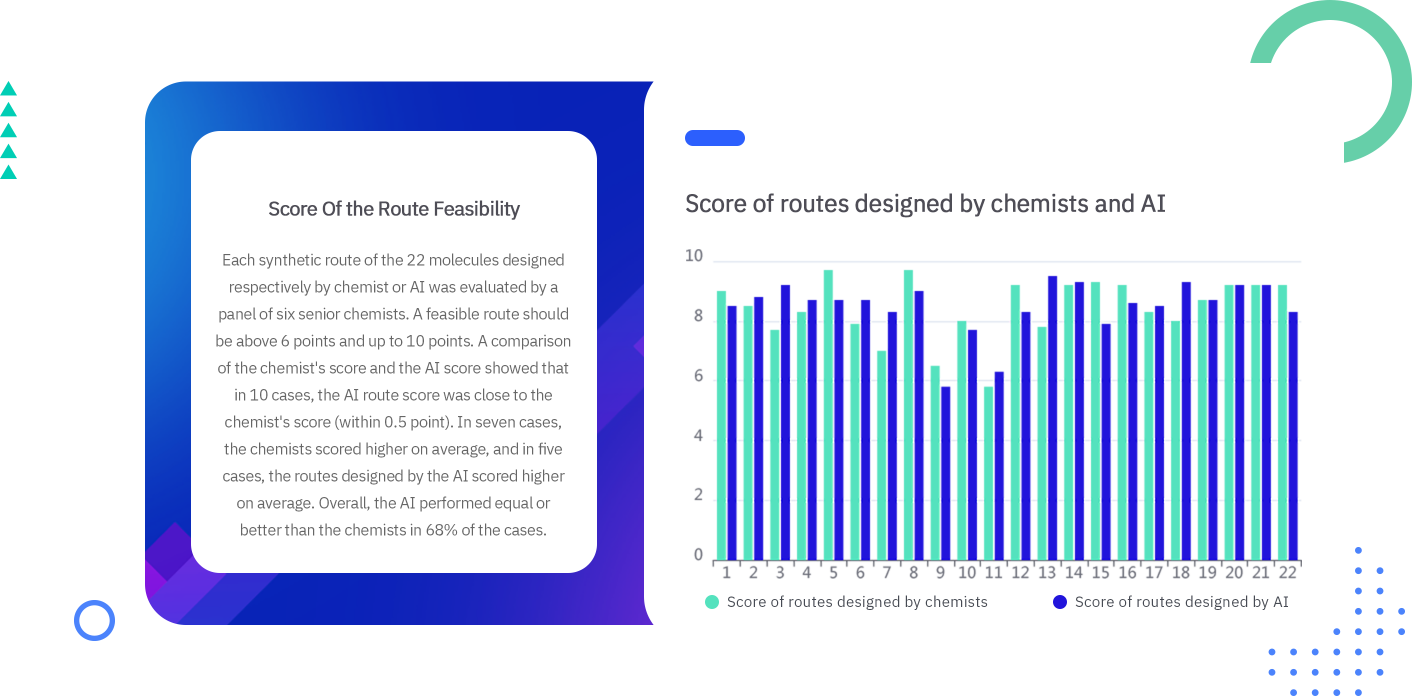 Score Of the Route Feasibility
Each synthetic route of the 22 molecules designed
respectively by chemist or AI was evaluated by a
panel of six senior chemists. A feasible route should
be above 6 points and up to 10 points. A comparison
of the chemist's score and the AI score showed that
in 10 cases, the AI route score was close to the
chemist's score (within 0.5 point). In seven cases,
the chemists scored higher on average, and in five
cases, the routes designed by the AI scored higher
on average. Overall, the AI performed equal or
better than the chemists in 68% of the cases.
Score of routes designed by chemists and AI
10
8
6
4
2
0
1 2 3 4 5 6 7 8 9 10 11 12 13 14 15 16 17 18 19 20 21 22
Score of routes designed by chemists
Score of routes designed by AI